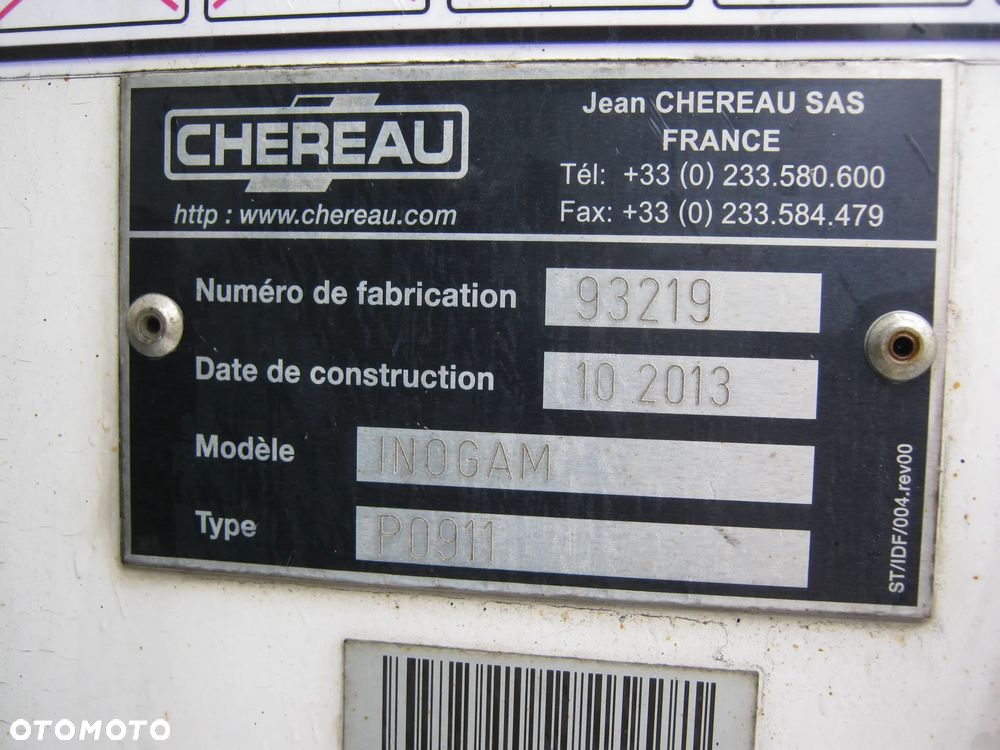 CHEREAU
http : www.chereau.com
Jean CHEREAU SAS
FRANCE
Tél: +33 (0) 233.580.600
Fax: +33 (0) 233.584.479
Numéro de fabrication 93219
Date de construction 10.2013
Modèle INOGAM
Type P0911
ST/IDF/004.rev00
OTOMOTO